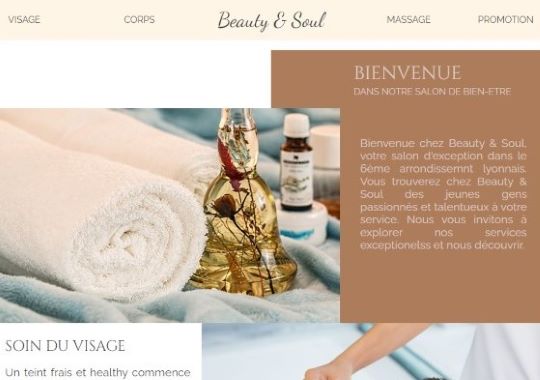 VISAGE CORPS Beauty & Soul MASSAGE PROMOTION
BIENVENUE
DANS NOTRE SALON DE BIEN-ETRE
Bienvenue chez Beauty & Soul,
votre salon d'exception dans le
6ème arrondissemnt lyonnais.
Vous trouverez chez Beauty &
Soul des jeunes gens
passionnés et talentueux à votre
service. Nous vous invitons à
explorer nos services
exceptionelss et nous découvrir.
SOIN DU VISAGE
Un teint frais et healthy commence